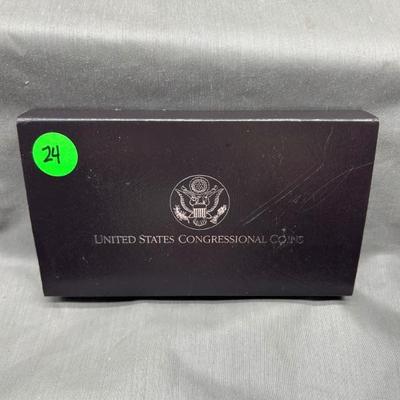 24
UNITED STATES CONGRESSIONAL COINS